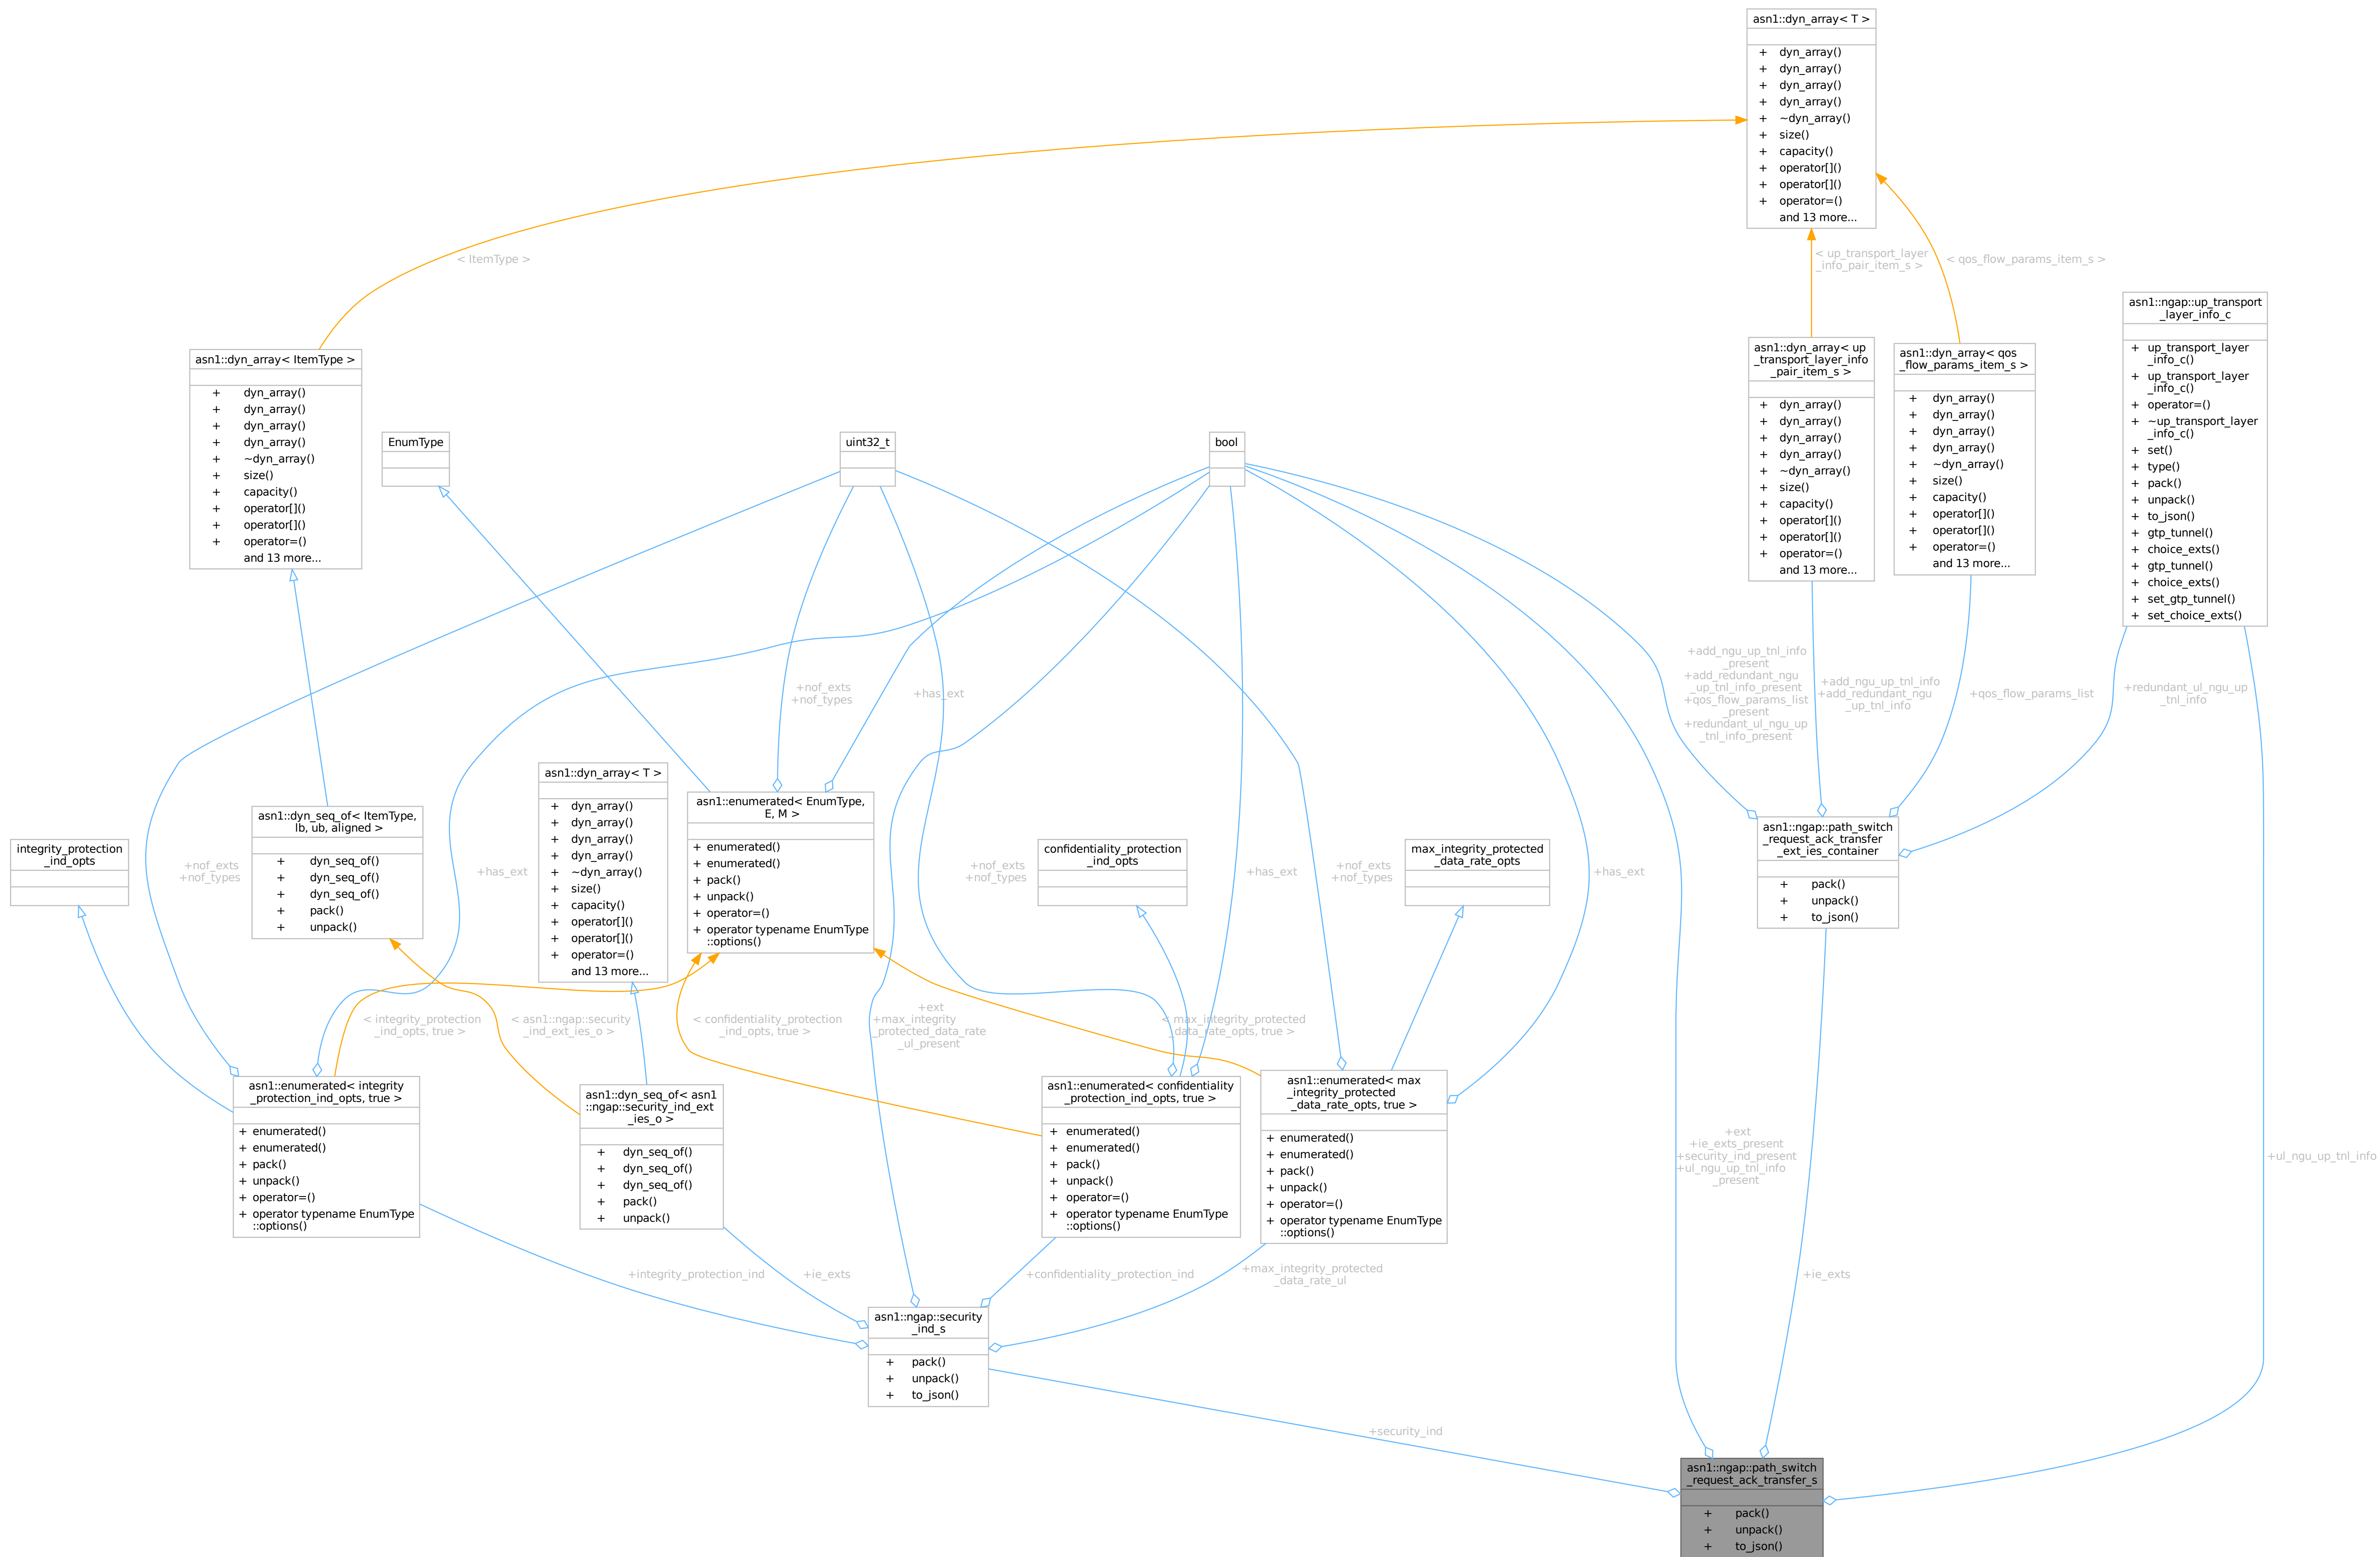 asn1::dyn_array< T >
+ dyn_array()
+ dyn_array()
+ dyn_array()
+ dyn_array()
+ ~dyn_array()
+ size()
+ capacity()
+ operator[]()
+ operator[]()
+ operator=()
and 13 more...
< ItemType >
< up_transport_layer
_info_pair_item_s >
< qos_flow_params_item_s >
asn1::ngap::up_transport
_layer_info_c
+ up_transport_layer
_info_c()
+ up_transport_layer
_info_c()
+ operator=()
+ ~up_transport_layer
_info_c()
+ set()
+ type()
+ pack()
+ unpack()
+ to_json()
+ gtp_tunnel()
+ choice_exts()
+ gtp_tunnel()
+ choice_exts()
+ set_gtp_tunnel()
+ set_choice_exts()
asn1::dyn_array< ItemType >
+ dyn_array()
+ dyn_array()
+ dyn_array()
+ dyn_array()
+ ~dyn_array()
+ size()
+ capacity()
+ operator[]()
+ operator[]()
+ operator=()
and 13 more...
asn1::dyn_array< up
_transport_layer_info
_pair_item_s >
+ dyn_array()
+ dyn_array()
+ dyn_array()
+ dyn_array()
+ ~dyn_array()
+ size()
+ capacity()
+ operator[]()
+ operator[]()
+ operator=()
and 13 more...
asn1::dyn_array< qos
_flow_params_item_s >
+ dyn_array()
+ dyn_array()
+ dyn_array()
+ dyn_array()
+ ~dyn_array()
+ size()
+ capacity()
+ operator[]()
+ operator[]()
+ operator=()
and 13 more...
EnumType
uint32_t
bool
+nof_exts
+nof_types
+has_ext
+add_ngu_up_tnl_info
_present
+add_redundant_ngu
_up_tnl_info_present
+qos_flow_params_list
_present
+redundant_ul_ngu_up
_tnl_info_present
+add_ngu_up_tnl_info
+add_redundant_ngu
_up_tnl_info
+qos_flow_params_list
+redundant_ul_ngu_up
_tnl_info
integrity_protection
_ind_opts
+nof_exts
+nof_types
asn1::dyn_seq_of< ItemType,
lb, ub, aligned >
+ dyn_seq_of()
+ dyn_seq_of()
+ dyn_seq_of()
+ pack()
+ unpack()
+has_ext
asn1::dyn_array< T >
+ dyn_array()
+ dyn_array()
+ dyn_array()
+ dyn_array()
+ ~dyn_array()
+ size()
+ capacity()
+ operator[]()
+ operator[]()
+ operator=()
and 13 more...
asn1::enumerated< EnumType,
E, M >
+ enumerated()
+ enumerated()
+ pack()
+ unpack()
+ operator=()
+ operator typename EnumType
::options()
+nof_exts
+nof_types
confidentiality_protection
_ind_opts
+has_ext
+nof_exts
+nof_types
max_integrity_protected
_data_rate_opts
+has_ext
asn1::ngap::path_switch
_request_ack_transfer
_ext_ies_container
+ pack()
+ unpack()
+ to_json()
< integrity_protection
_ind_opts, true >
< asn1::ngap::security
_ind_ext_ies_o >
< confidentiality_protection
_ind_opts, true >
+ext
+max_integrity
_protected_data_rate
_ul_present
< max_integrity_protected
_data_rate_opts, true >
asn1::enumerated< integrity
_protection_ind_opts, true >
+ enumerated()
+ enumerated()
+ pack()
+ unpack()
+ operator=()
+ operator typename EnumType
::options()
asn1::dyn_seq_of< asn1
::ngap::security_ind_ext
_ies_o >
+ dyn_seq_of()
+ dyn_seq_of()
+ dyn_seq_of()
+ pack()
+ unpack()
asn1::enumerated< confidentiality
_protection_ind_opts, true >
+ enumerated()
+ enumerated()
+ pack()
+ unpack()
+ operator=()
+ operator typename EnumType
::options()
asn1::enumerated< max
_integrity_protected
_data_rate_opts, true >
+ enumerated()
+ enumerated()
+ pack()
+ unpack()
+ operator=()
+ operator typename EnumType
::options()
+ext
+ie_exts_present
+security_ind_present
+ul_ngu_up_tnl_info
_present
+ul_ngu_up_tnl_info
+integrity_protection_ind
+ie_exts
+confidentiality_protection_ind
+max_integrity_protected
_data_rate_ul
+ie_exts
asn1::ngap::security
_ind_s
+ pack()
+ unpack()
+ to_json()
+security_ind
asn1::ngap::path_switch
_request_ack_transfer_s
+ pack()
+ unpack()
+ to_json()